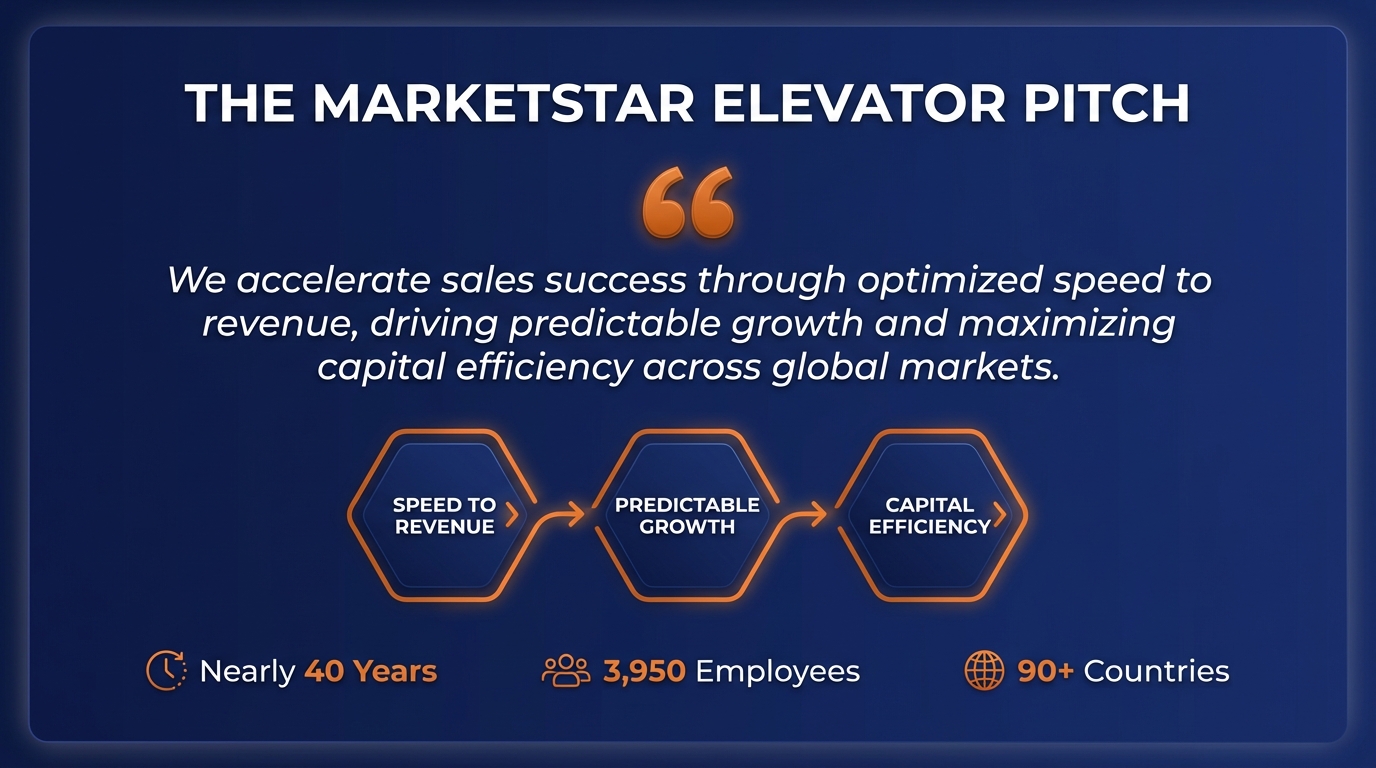 THE MARKETSTAR ELEVATOR PITCH
“
We accelerate sales success through optimized speed to
revenue, driving predictable growth and maximizing
capital efficiency across global markets.
SPEED TO
REVENUE
PREDICTABLE
GROWTH
CAPITAL
EFFICIENCY
Nearly 40 Years
3,950 Employees
90+ Countries